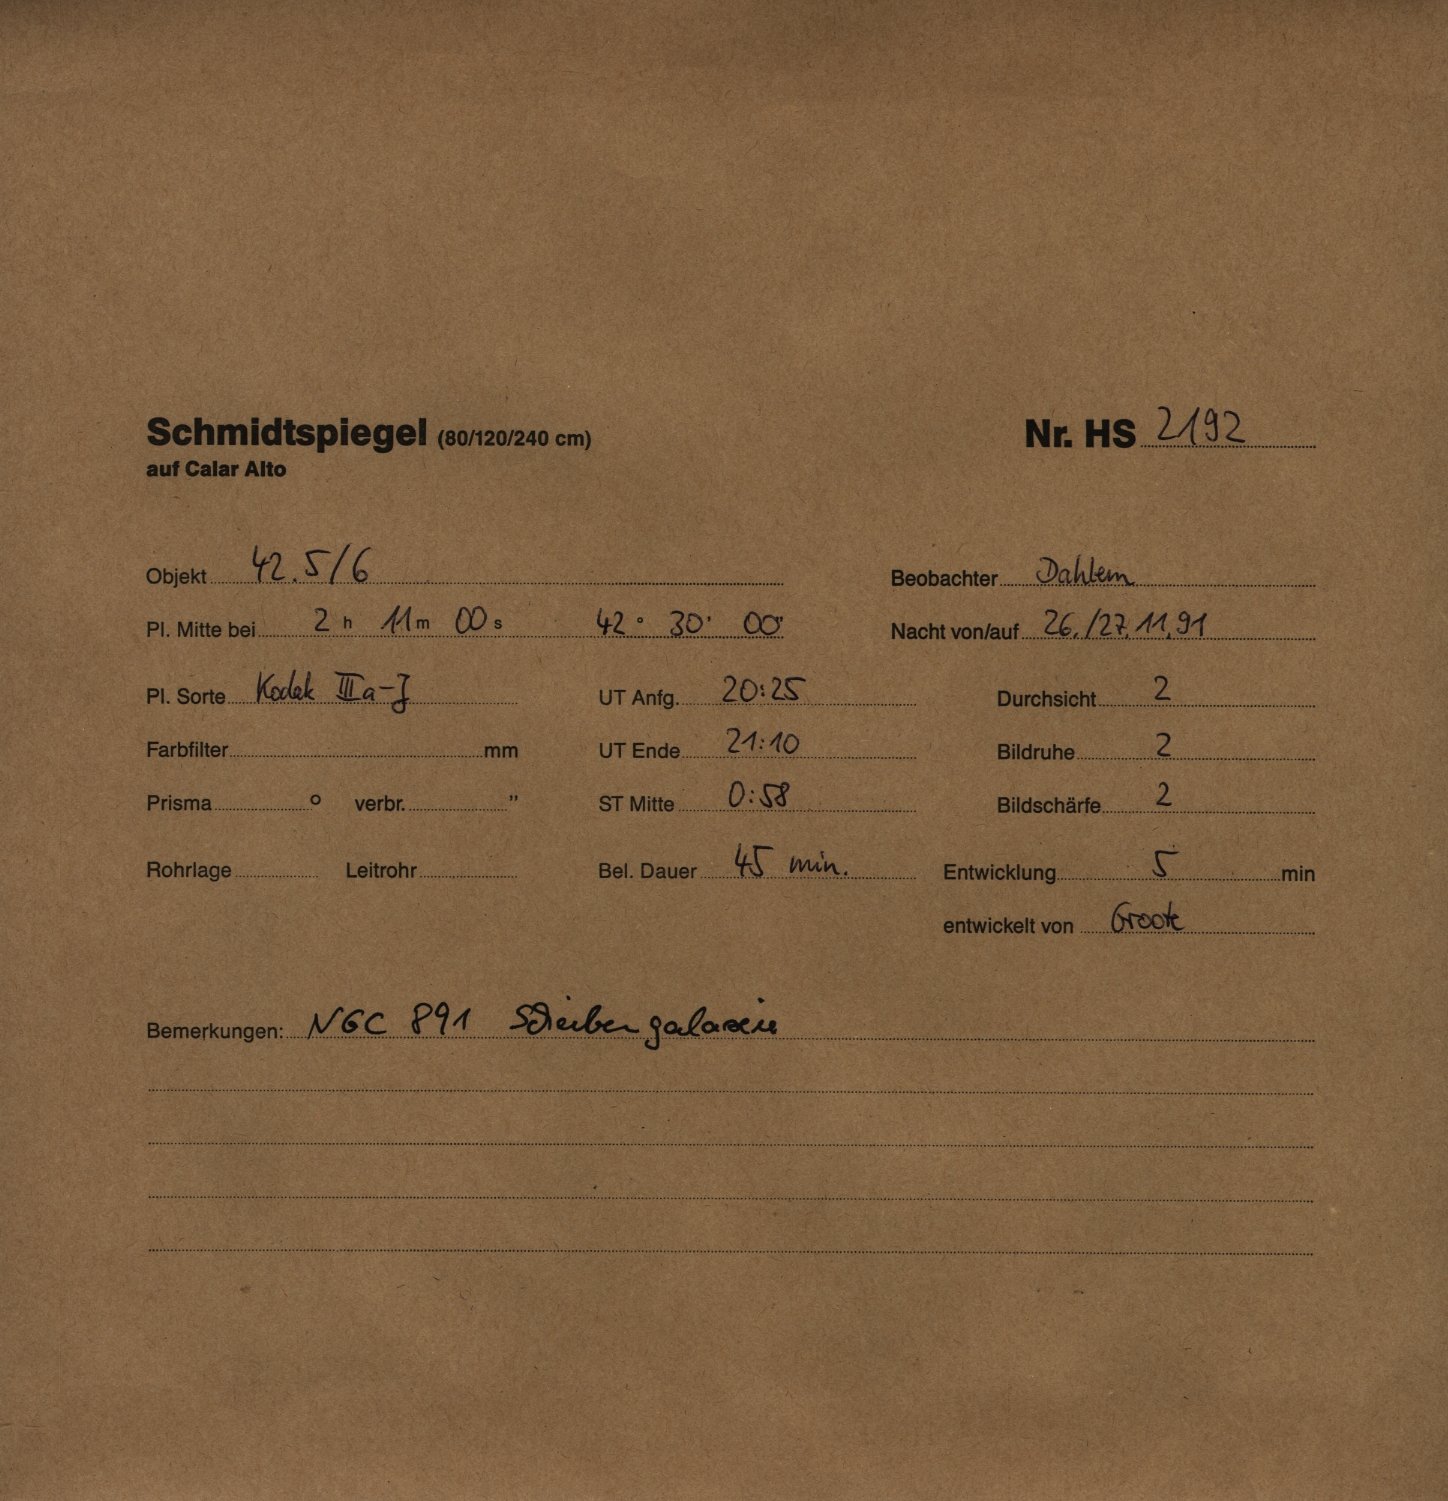 Schmidtspiegel (80/120/240 cm) Nr. HS 2192
auf Calar Alto
Objekt 42.5/6 Beobachter Dahlem
Pl. Mitte bei 2 h 11 m 00 s 42 ° 30' 00" Nacht von/auf 26./27.11.91
Pl. Sorte Kodak IIIa-J UT Anfg. 20:25 Durchsicht 2
Farbfilter mm UT Ende 21:10 Bildruhe 2
Prisma ° verbr. " ST Mitte 0:58 Bildschärfe 2
Rohrlage Leitrohr Bel. Dauer 45 min. Entwicklung 5 min
entwickelt von Groote
Bemerkungen: NGC 891 Scheibengalaxie